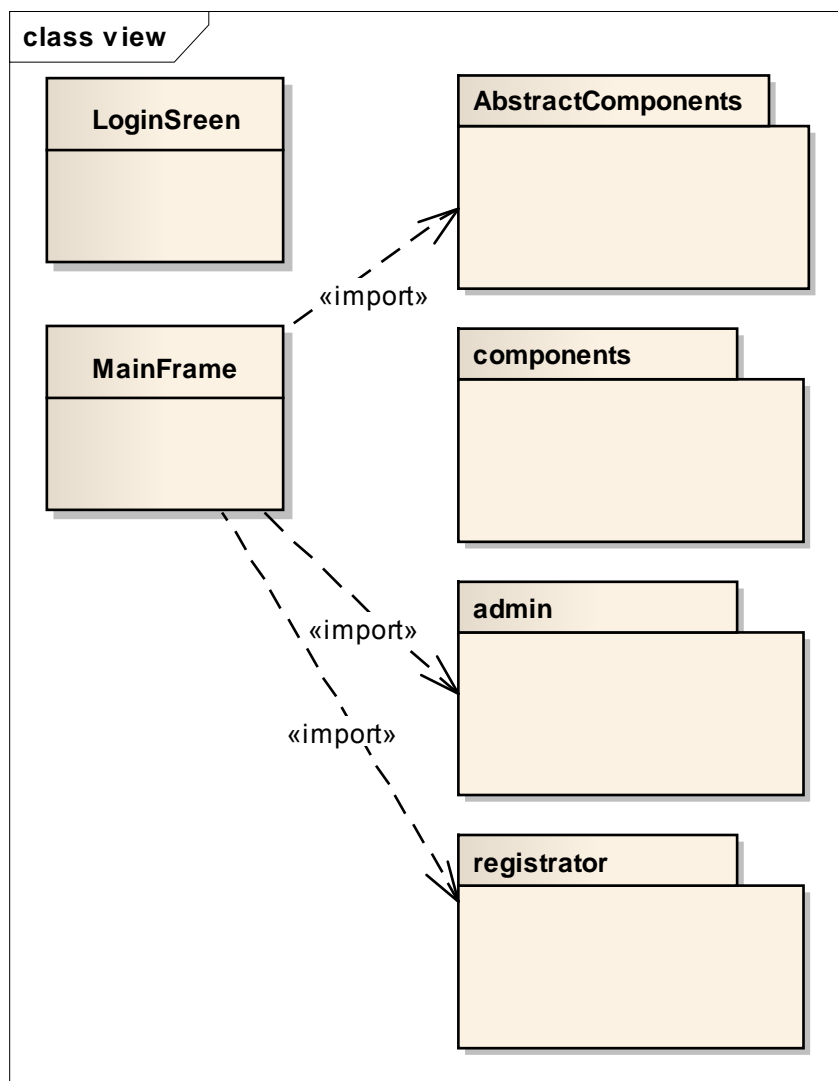 class view
LoginSreen
AbstractComponents
«import»
MainFrame
components
admin
«import»
«import»
registrator